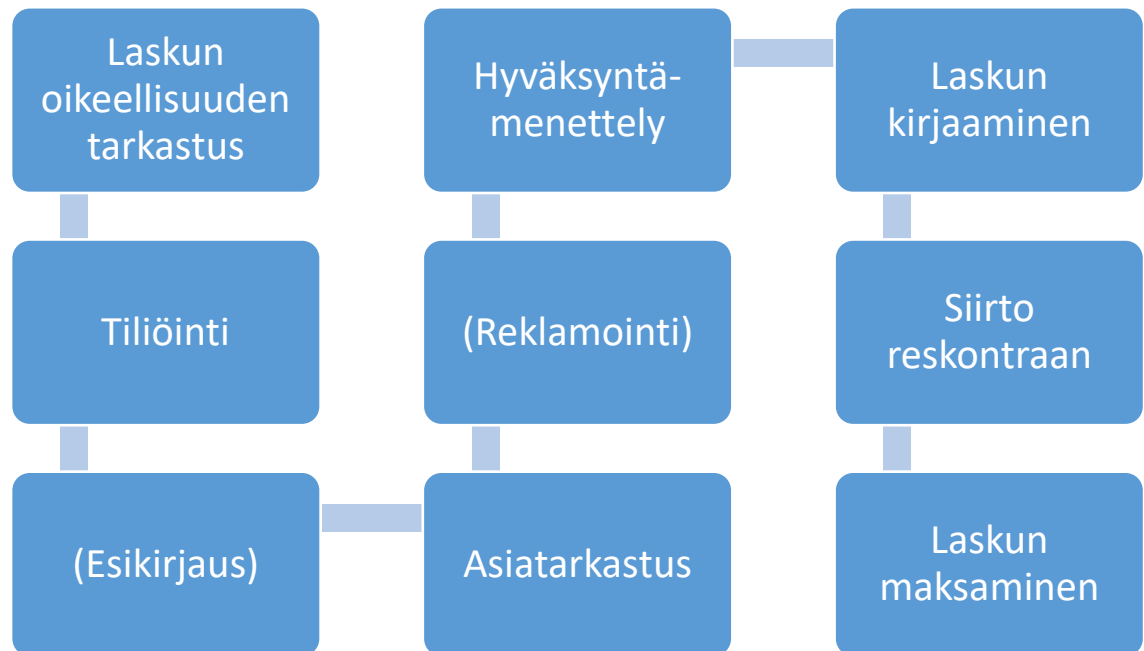 Laskun
oikeellisuuden
tarkastus
Tiliöinti
(Esikirjaus)
Asiatarkastus
(Reklamointi)
Hyväksyntä-
menettely
Laskun
kirjaaminen
Siirto
reskontraan
Laskun
maksaminen